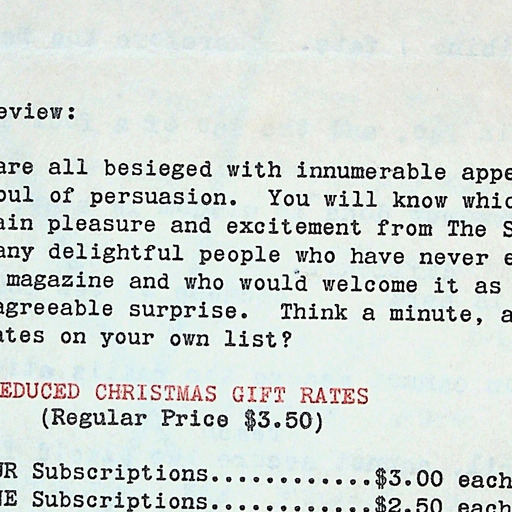 eview:
are all besieged with innumerable appe
oul of persuasion. You will know whic
ain pleasure and excitement from The S
any delightful people who have never e
magazine and who would welcome it as
agreeable surprise. Think a minute, a
ates on your own list?
EDUCED CHRISTMAS GIFT RATES
(Regular Price $3.50)
UR Subscriptions.............$3.00 each
NE Subscriptions.............$2.50 each